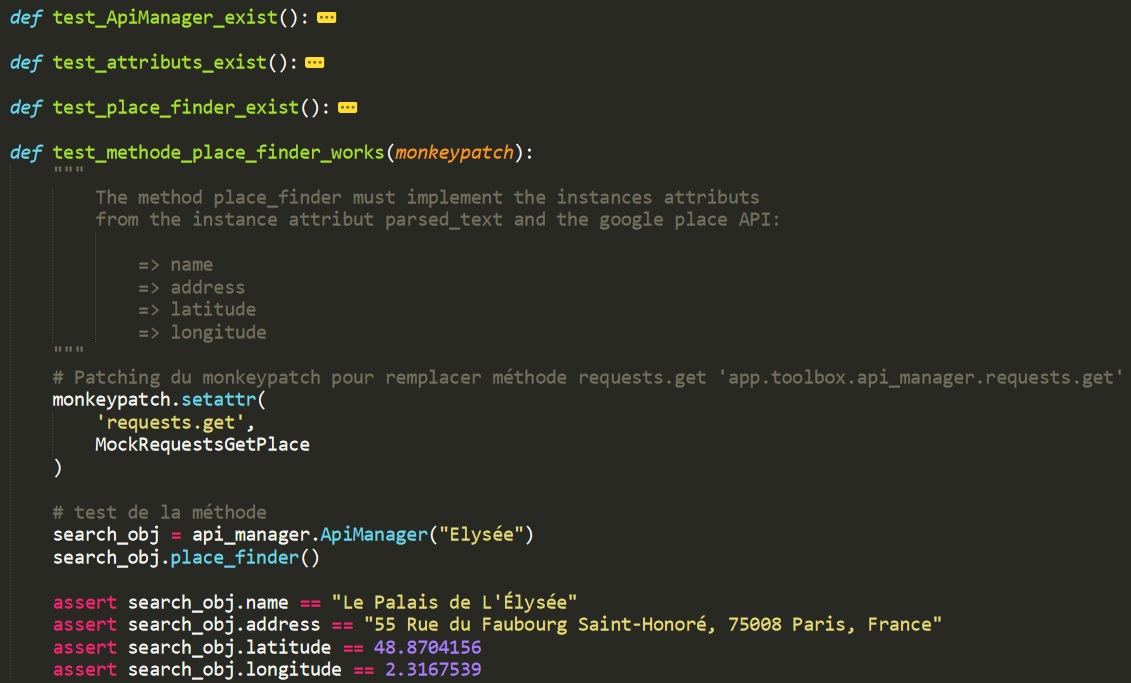 def test_ApiManager_exist(): ...
def test_attributs_exist(): ...
def test_place_finder_exist(): ...
def test_methode_place_finder_works(monkeypatch):
"""
The method place_finder must implement the instances attributs
from the instance attribut parsed_text and the google place API:
=> name
=> address
=> latitude
=> longitude
"""
# Patching du monkeypatch pour remplacer méthode requests.get 'app.toolbox.api_manager.requests.get'
monkeypatch.setattr(
'requests.get',
MockRequestsGetPlace
)
# test de la méthode
search_obj = api_manager.ApiManager("Elysée")
search_obj.place_finder()
assert search_obj.name == "Le Palais de L'Élysée"
assert search_obj.address == "55 Rue du Faubourg Saint-Honoré, 75008 Paris, France"
assert search_obj.latitude == 48.8704156
assert search_obj.longitude == 2.3167539